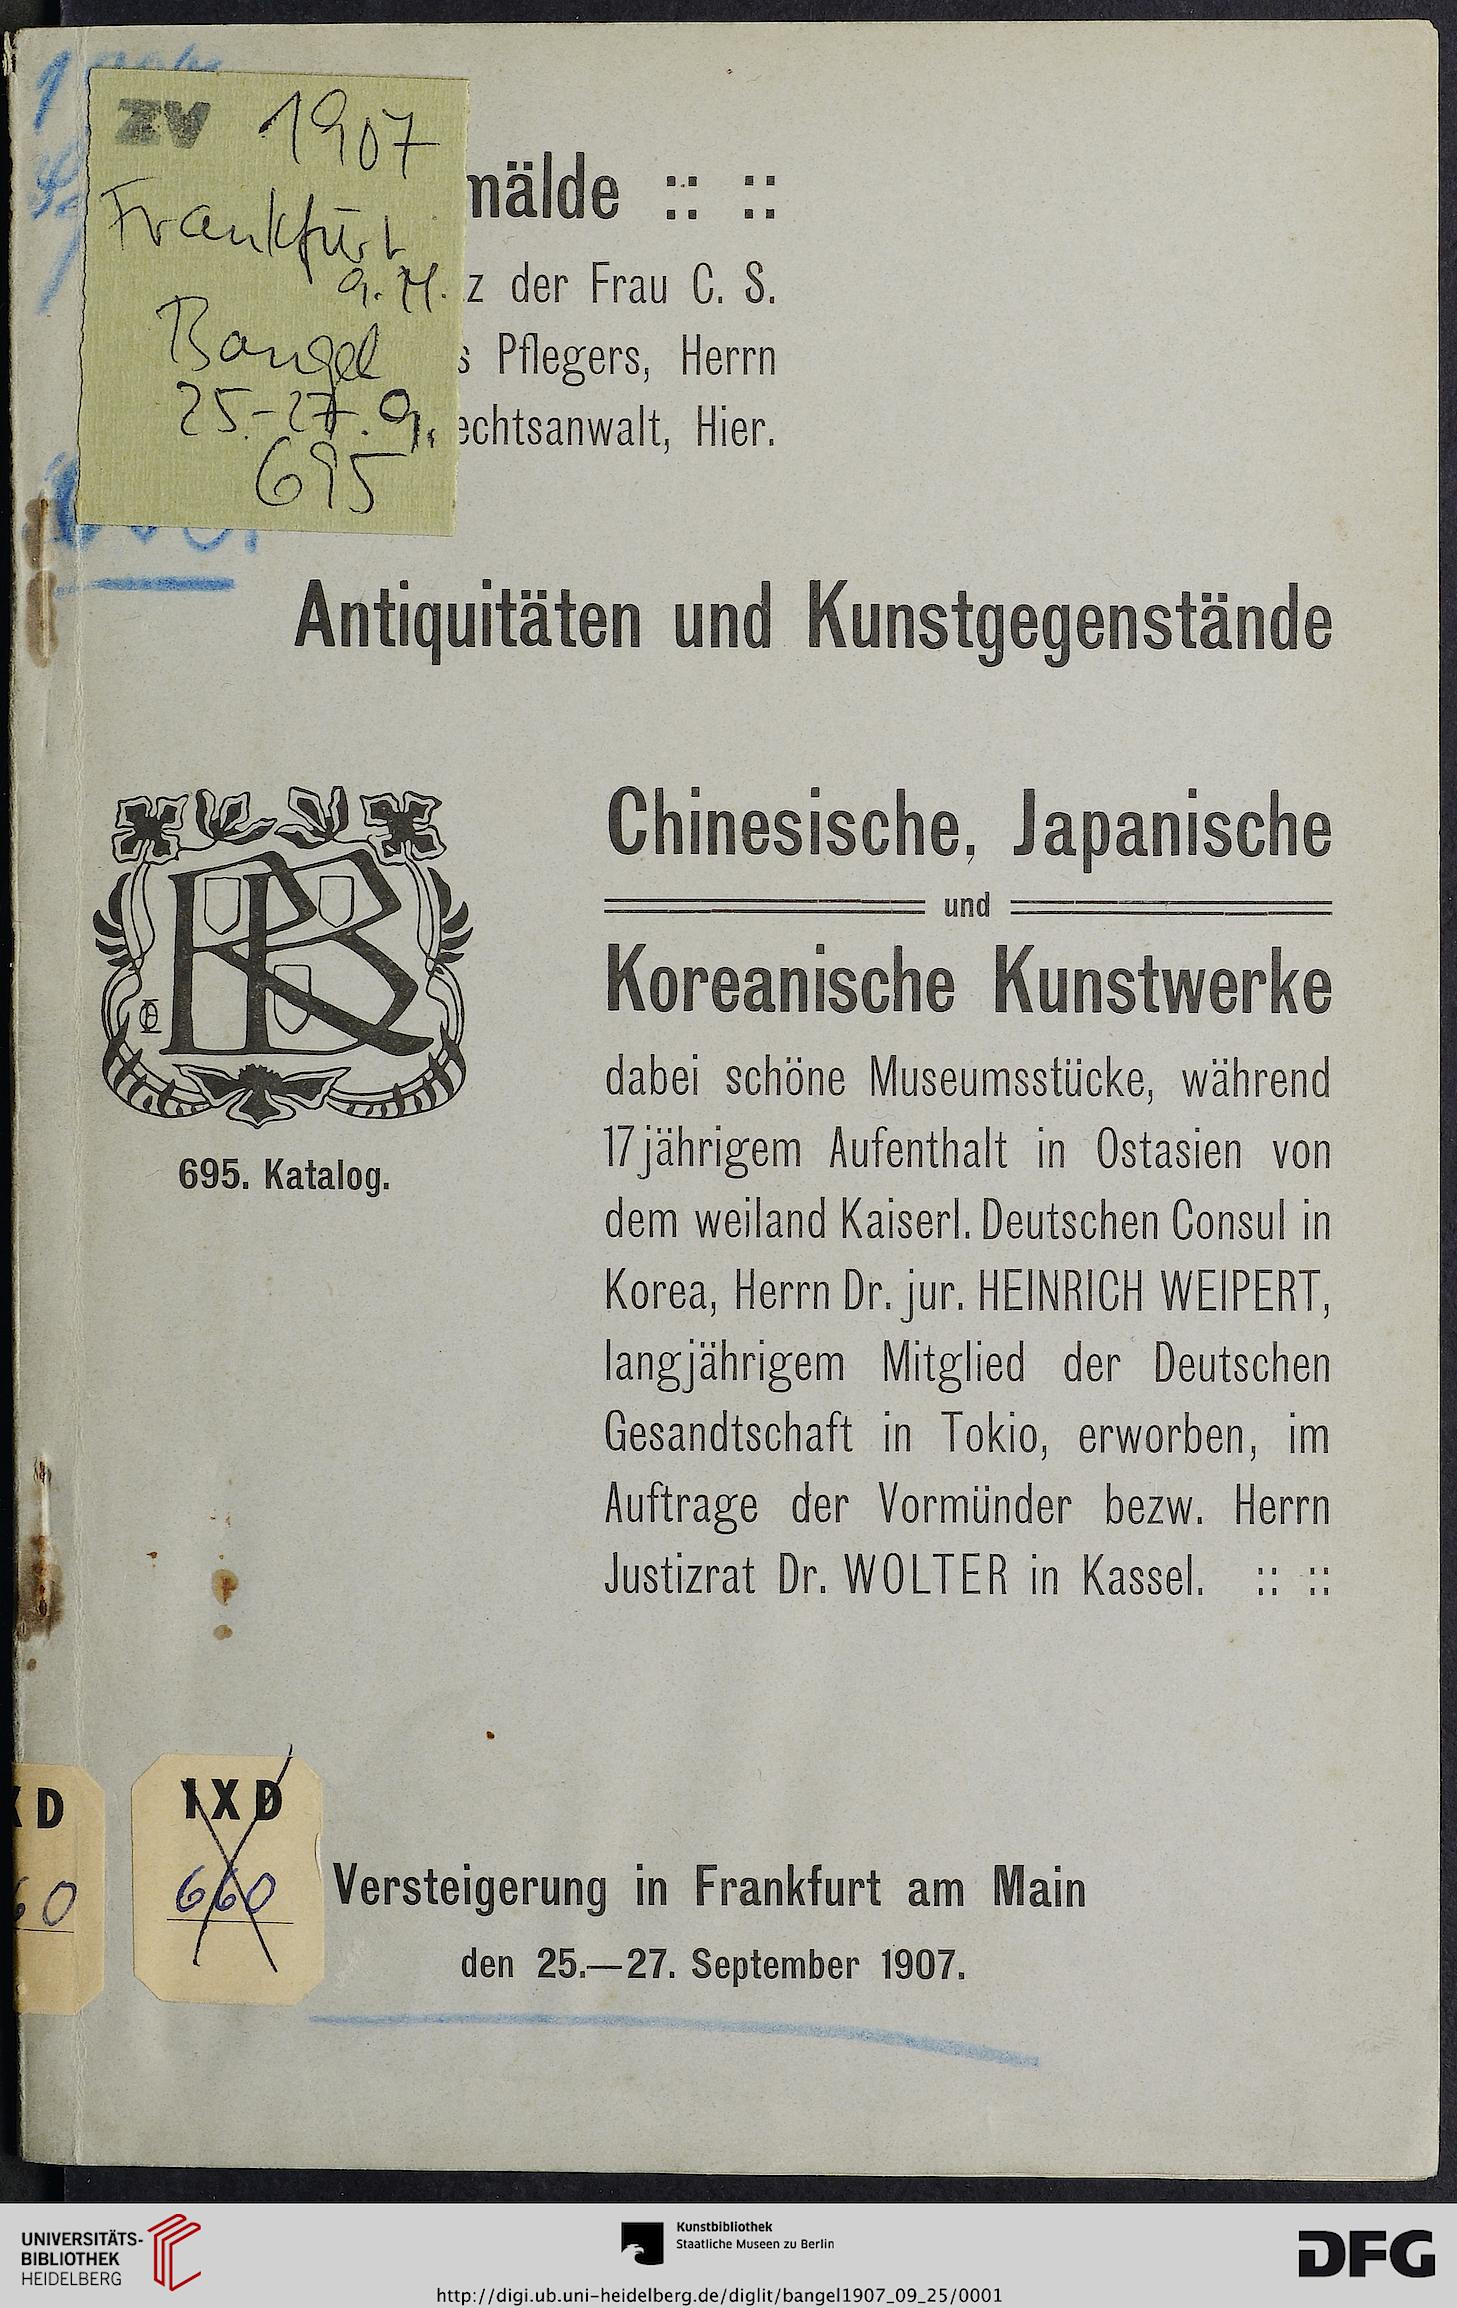 ZV 1907
Frankfurt
a. M.
Bangel
25.-27.9.
695
mälde :: ::
z der Frau C. S.
s Pflegers, Herrn
echtsanwalt, Hier.
Antiquitäten und Kunstgegenstände
695. Katalog.
Chinesische, Japanische
und
Koreanische Kunstwerke
dabei schöne Museumsstücke, während
17jährigem Aufenthalt in Ostasien von
dem weiland Kaiserl. Deutschen Consul in
Korea, Herrn Dr. jur. HEINRICH WEIPERT,
langjährigem Mitglied der Deutschen
Gesandtschaft in Tokio, erworben, im
Auftrage der Vormünder bezw. Herrn
Justizrat Dr. WOLTER in Kassel. :: ::
XD
60
IXD
660
Versteigerung in Frankfurt am Main
den 25.—27. September 1907.
UNIVERSITÄTS-
BIBLIOTHEK
HEIDELBERG
Kunstbibliothek
Staatliche Museen zu Berlin
DFG
http://digi.ub.uni-heidelberg.de/diglit/bangel1907_09_25/0001